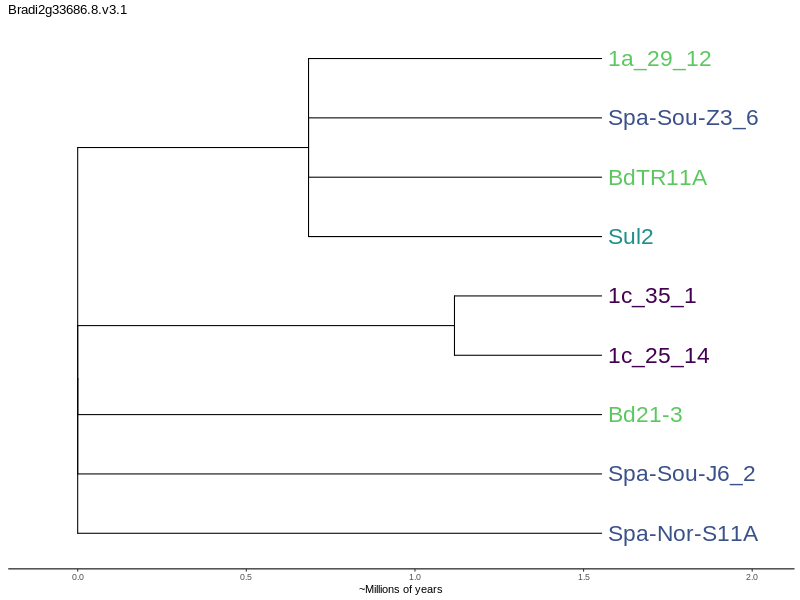 Bradi2g33686.8.v3.1
1a_29_12
Spa-Sou-Z3_6
BdTR11A
Sul2
1c_35_1
1c_25_14
Bd21-3
Spa-Sou-J6_2
Spa-Nor-S11A
0.0 0.5 1.0 1.5 2.0
~Millions of years